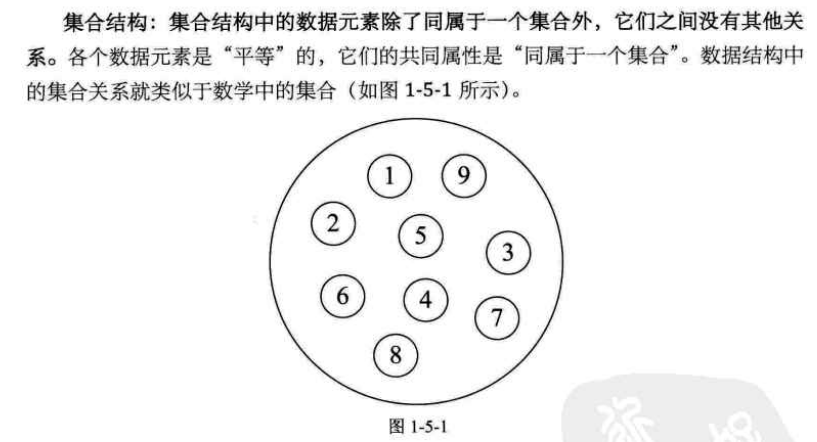 集合结构：集合结构中的数据元素除了同属于一个集合外，它们之间没有其他关
系。各个数据元素是“平等”的，它们的共同属性是“同属于一个集合”。数据结构中
的集合关系就类似于数学中的集合（如图 1-5-1 所示）。
1 9
2 5 3
6 4 7
8
图 1-5-1